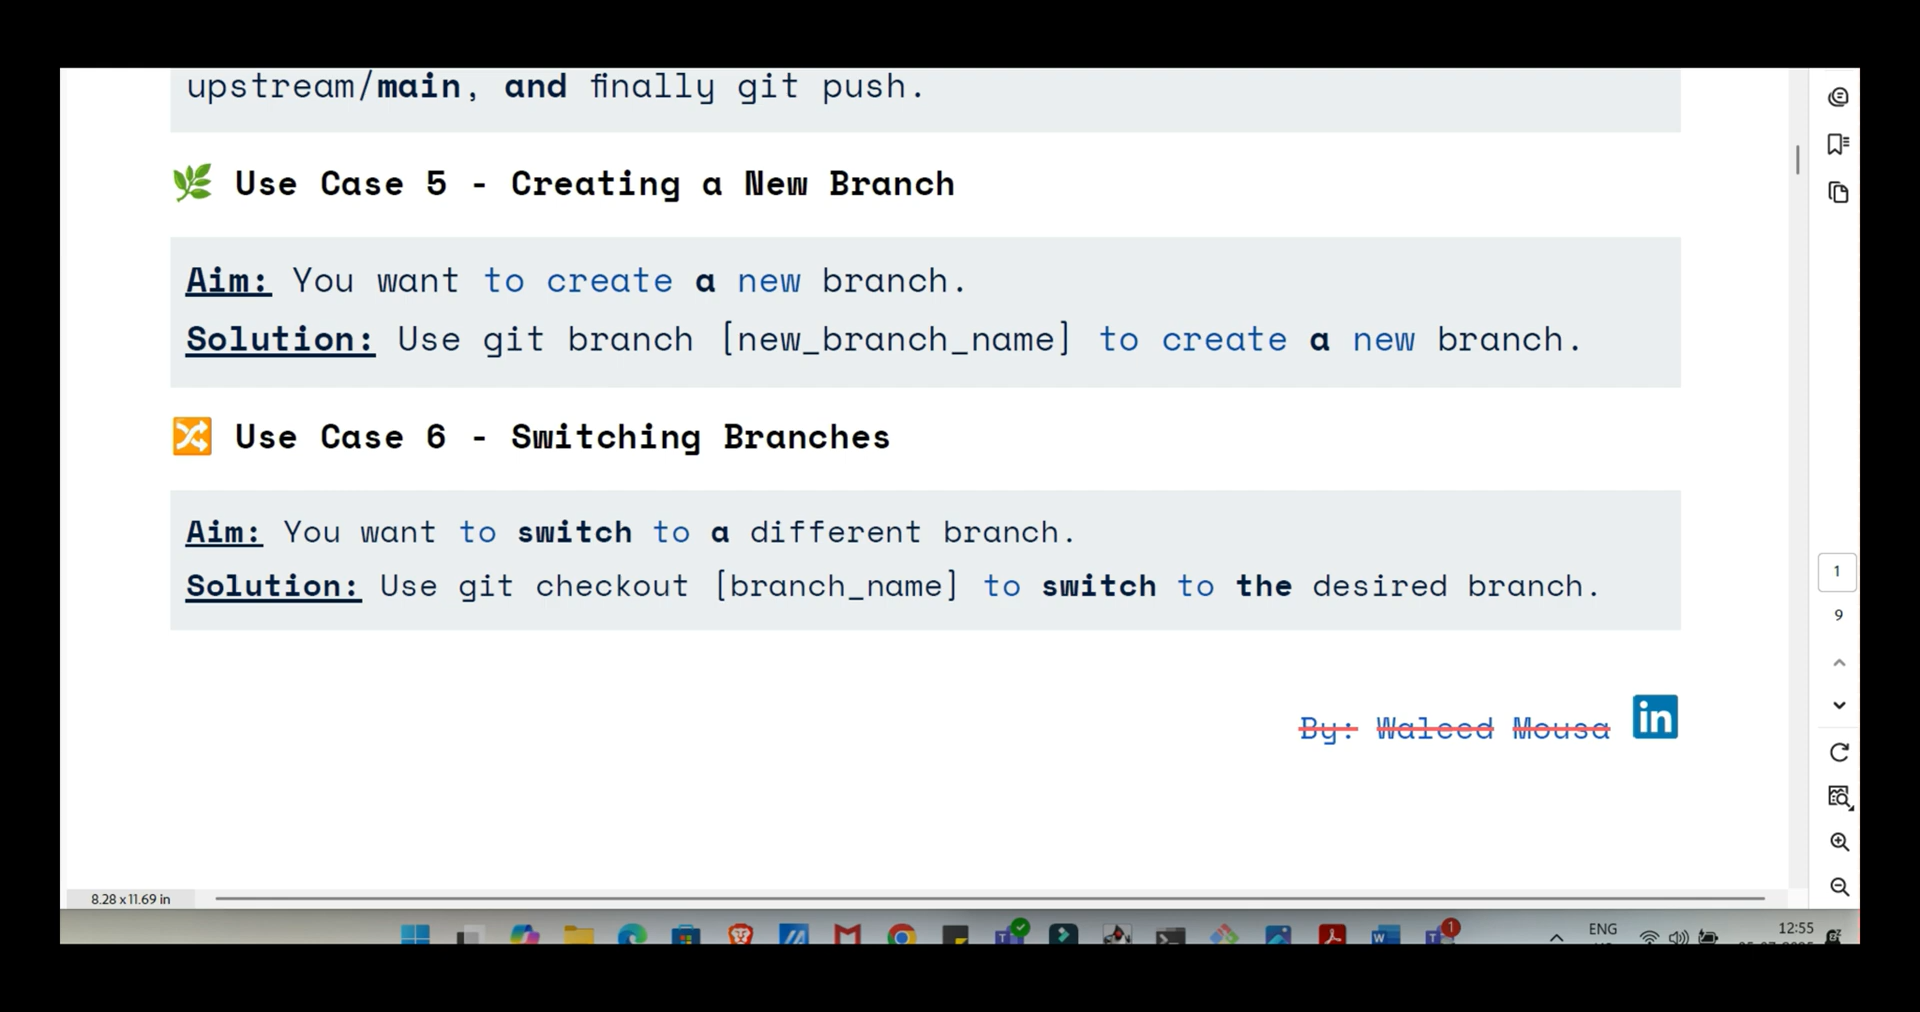 upstream/main, and finally git push.
🌿 Use Case 5 - Creating a New Branch
Aim: You want to create a new branch.
Solution: Use git branch [new_branch_name] to create a new branch.
🔀 Use Case 6 - Switching Branches
Aim: You want to switch to a different branch.
Solution: Use git checkout [branch_name] to switch to the desired branch.
By: Waleed Mousa in
1
9
8.28 x 11.69 in
1
ENG
12:55